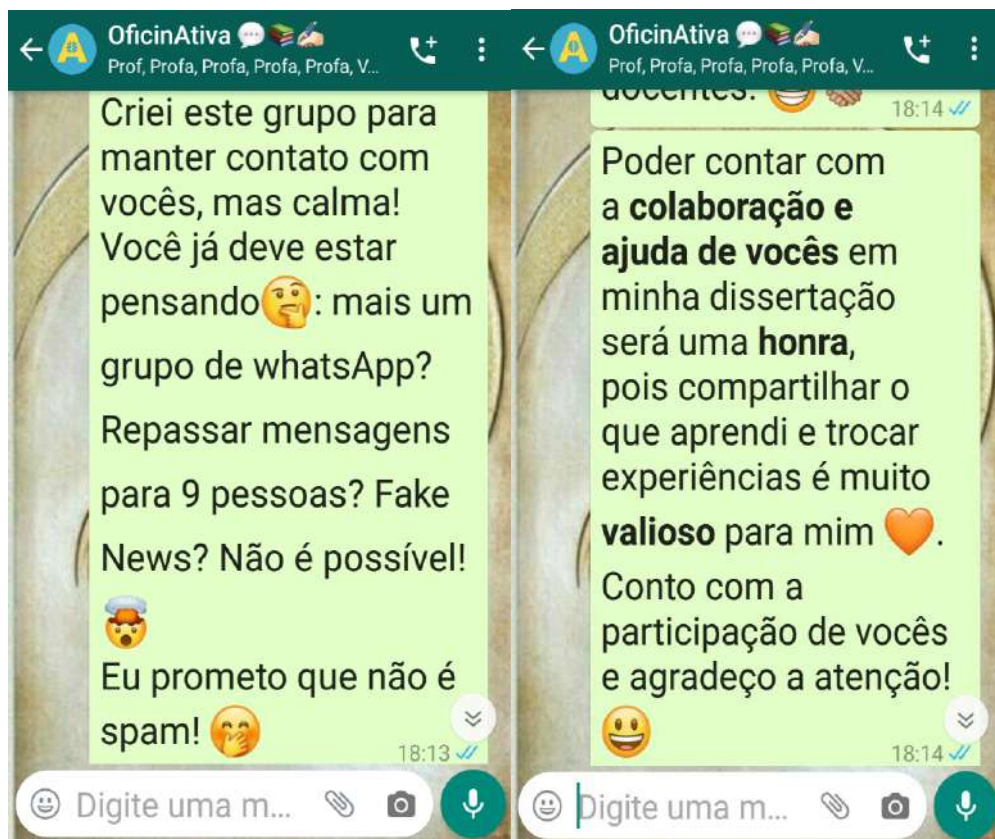 OficinAtiva 💬📚✍🏻
Prof, Profa, Profa, Profa, Profa, V...
Criei este grupo para
manter contato com
vocês, mas calma!
Você já deve estar
pensando🤔: mais um
grupo de whatsApp?
Repassar mensagens
para 9 pessoas? Fake
News? Não é possível!
🤯
Eu prometo que não é
spam! 🤭
18:13
Digite uma m...
OficinAtiva 💬📚✍🏻
Prof, Profa, Profa, Profa, Profa, V...
docentes. 😁🤝🏽
18:14
Poder contar com
a colaboração e
ajuda de vocês em
minha dissertação
será uma honra,
pois compartilhar o
que aprendi e trocar
experiências é muito
valioso para mim 🧡.
Conto com a
participação de vocês
e agradeço a atenção!
😃
18:14
Digite uma m...